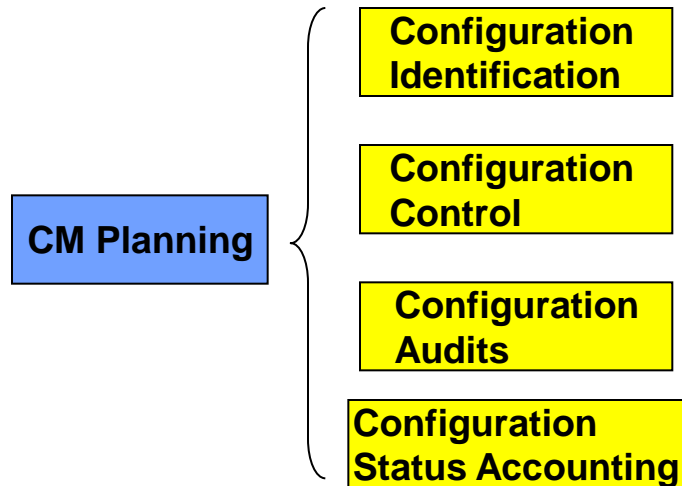 Configuration
Identification
Configuration
Control
CM Planning
Configuration
Audits
Configuration
Status Accounting